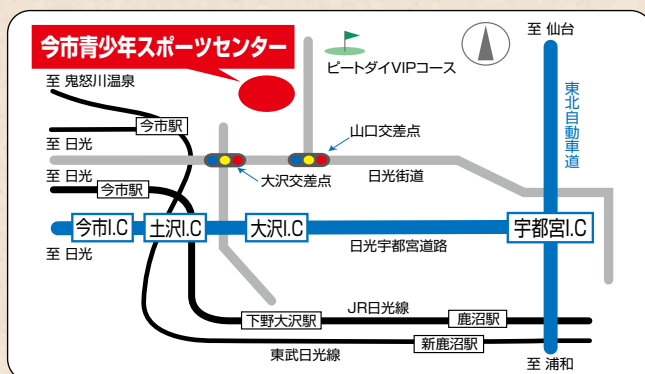 今市青少年スポーツセンター
ピートダイVIPコース
至 仙台
至 鬼怒川温泉
東北自動車道
今市駅
山口交差点
至 日光
至 日光
大沢交差点
日光街道
今市駅
今市I.C
土沢I.C
大沢I.C
日光宇都宮道路
宇都宮I.C
至 日光
JR日光線
下野大沢駅
鹿沼駅
東武日光線
新鹿沼駅
至 浦和